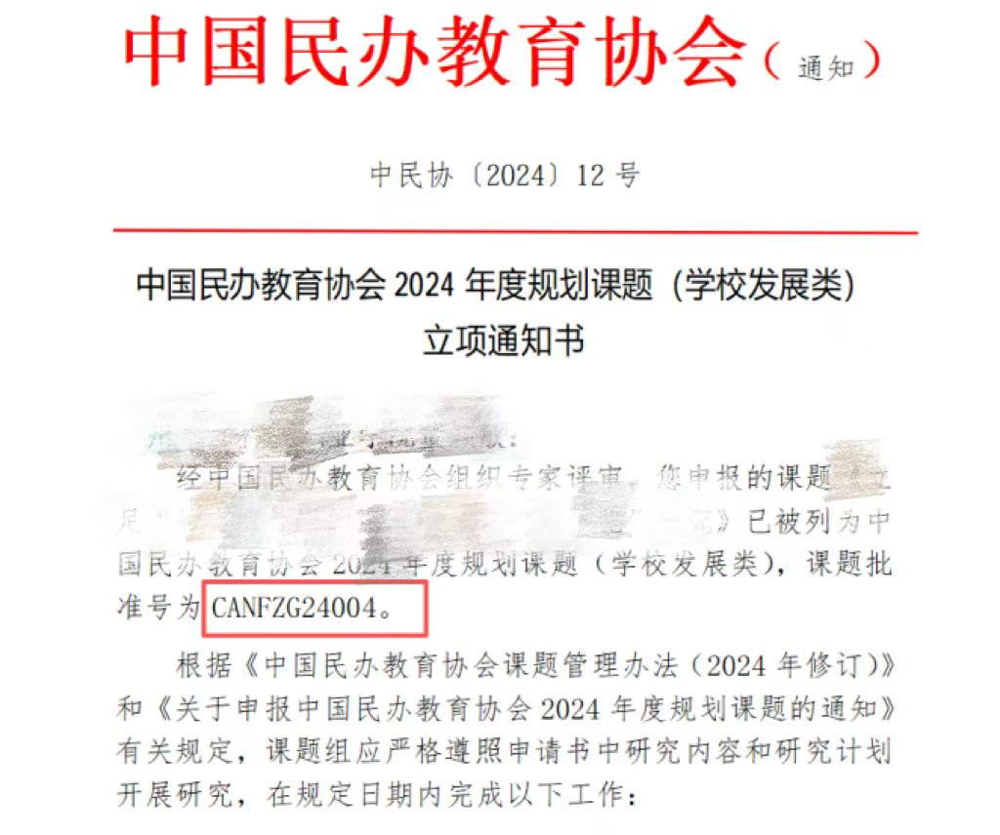 中国民办教育协会（通知）
中民协〔2024〕12 号
中国民办教育协会 2024 年度规划课题（学校发展类）
立项通知书
经中国民办教育协会组织专家评审，您申报的课题《立
足》已被列为中
国民办教育协会 2024 年度规划课题（学校发展类），课题批
准号为 CANFZG24004。
根据《中国民办教育协会课题管理办法（2024 年修订）》
和《关于申报中国民办教育协会 2024 年度规划课题的通知》
有关规定，课题组应严格遵照申请书中研究内容和研究计划
开展研究，在规定日期内完成以下工作：